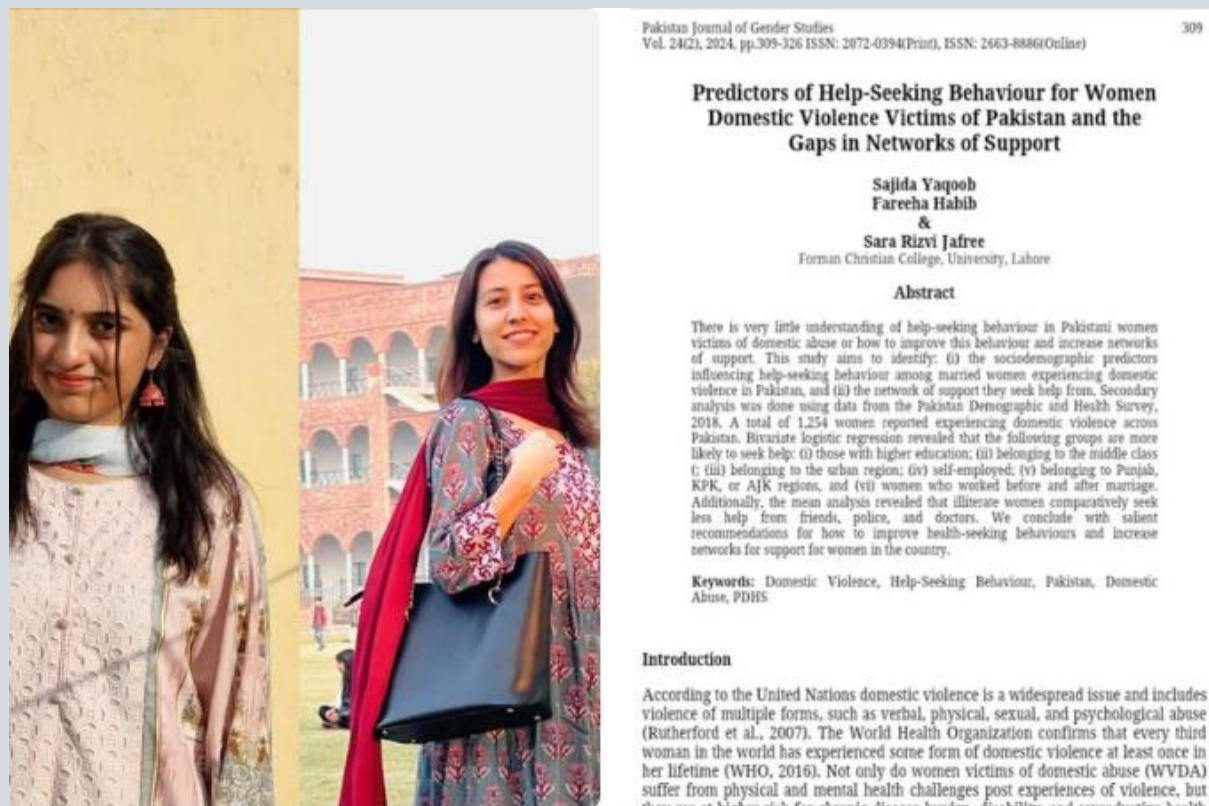 Pakistan Journal of Gender Studies 309
Vol. 24(2), 2024, pp.309-326 ISSN: 2072-0394(Print), ISSN: 2663-8886(Online)
Predictors of Help-Seeking Behaviour for Women
Domestic Violence Victims of Pakistan and the
Gaps in Networks of Support
Sajida Yaqoob
Fareeha Habib
&
Sara Rizvi Jafree
Forman Christian College, University, Lahore
Abstract
There is very little understanding of help-seeking behaviour in Pakistani women
victims of domestic abuse or how to improve this behaviour and increase networks
of support. This study aims to identify: (i) the sociodemographic predictors
influencing help-seeking behaviour among married women experiencing domestic
violence in Pakistan, and (ii) the network of support they seek help from. Secondary
analysis was done using data from the Pakistan Demographic and Health Survey,
2018. A total of 1,254 women reported experiencing domestic violence across
Pakistan. Bivariate logistic regression revealed that the following groups are more
likely to seek help: (i) those with higher education; (ii) belonging to the middle class
(; (iii) belonging to the urban region; (iv) self-employed; (v) belonging to Punjab,
KPK, or AJK regions, and (vi) women who worked before and after marriage.
Additionally, the mean analysis revealed that illiterate women comparatively seek
less help from friends, police, and doctors. We conclude with salient
recommendations for how to improve health-seeking behaviours and increase
networks for support for women in the country.
Keywords: Domestic Violence, Help-Seeking Behaviour, Pakistan, Domestic
Abuse, PDHS
Introduction
According to the United Nations domestic violence is a widespread issue and includes
violence of multiple forms, such as verbal, physical, sexual, and psychological abuse
(Rutherford et al., 2007). The World Health Organization confirms that every third
woman in the world has experienced some form of domestic violence at least once in
her lifetime (WHO, 2016). Not only do women victims of domestic abuse (WVDA)
suffer from physical and mental health challenges post experiences of violence, but